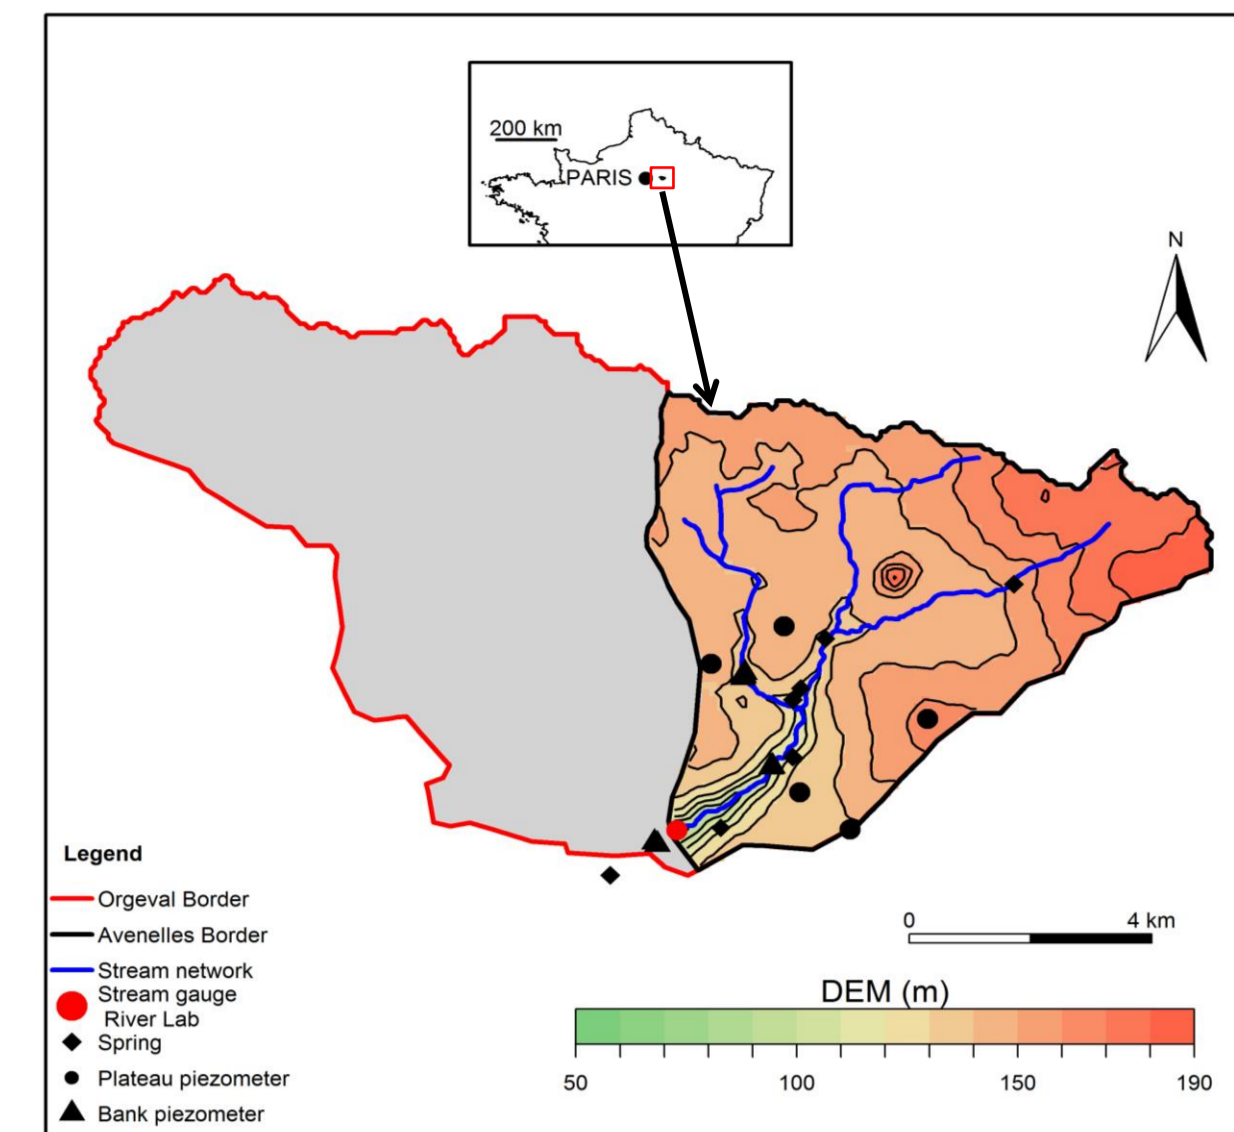 200 km
PARIS
N
Legend
Orgeval Border
Avenelles Border
Stream network
Stream gauge
River Lab
Spring
Plateau piezometer
Bank piezometer
0 4 km
DEM (m)
50 100 150 190